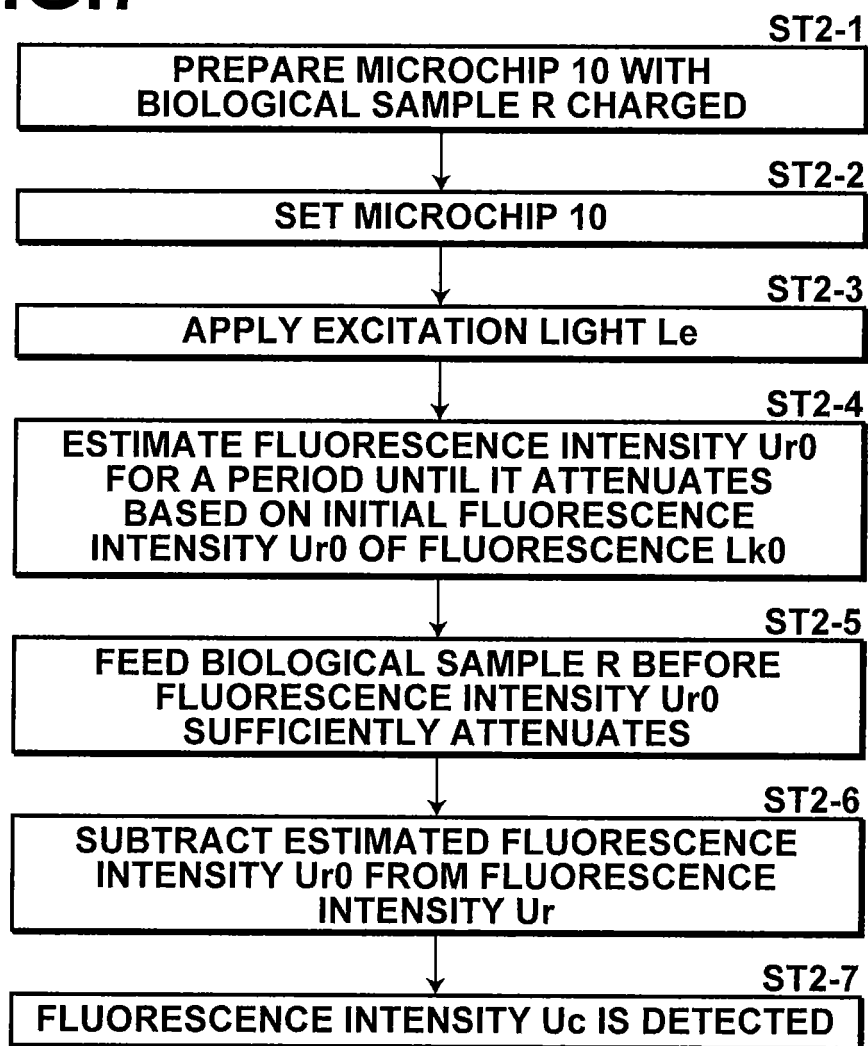 ST2-1
PREPARE MICROCHIP 10 WITH
BIOLOGICAL SAMPLE R CHARGED
ST2-2
SET MICROCHIP 10
ST2-3
APPLY EXCITATION LIGHT Le
ST2-4
ESTIMATE FLUORESCENCE INTENSITY Ur0
FOR A PERIOD UNTIL IT ATTENUATES
BASED ON INITIAL FLUORESCENCE
INTENSITY Ur0 OF FLUORESCENCE Lk0
ST2-5
FEED BIOLOGICAL SAMPLE R BEFORE
FLUORESCENCE INTENSITY Ur0
SUFFICIENTLY ATTENUATES
ST2-6
SUBTRACT ESTIMATED FLUORESCENCE
INTENSITY Ur0 FROM FLUORESCENCE
INTENSITY Ur
ST2-7
FLUORESCENCE INTENSITY Uc IS DETECTED